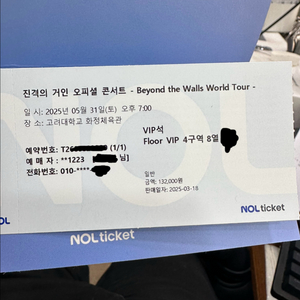 진격의 거인 오피셜 콘서트 - Beyond the Walls World Tour -
일 시: 2025년 05월 31일(토) 오후 7:00
장 소: 고려대학교 화정체육관
VIP석
Floor VIP 4구역 8열
예약번호: T26 (1/1)
예 매 자 : **1223 님]
전화번호: 010-****
일반
금액: 132,000원
판매일자: 2025-03-18
NOL ticket
OL
NOL ticket